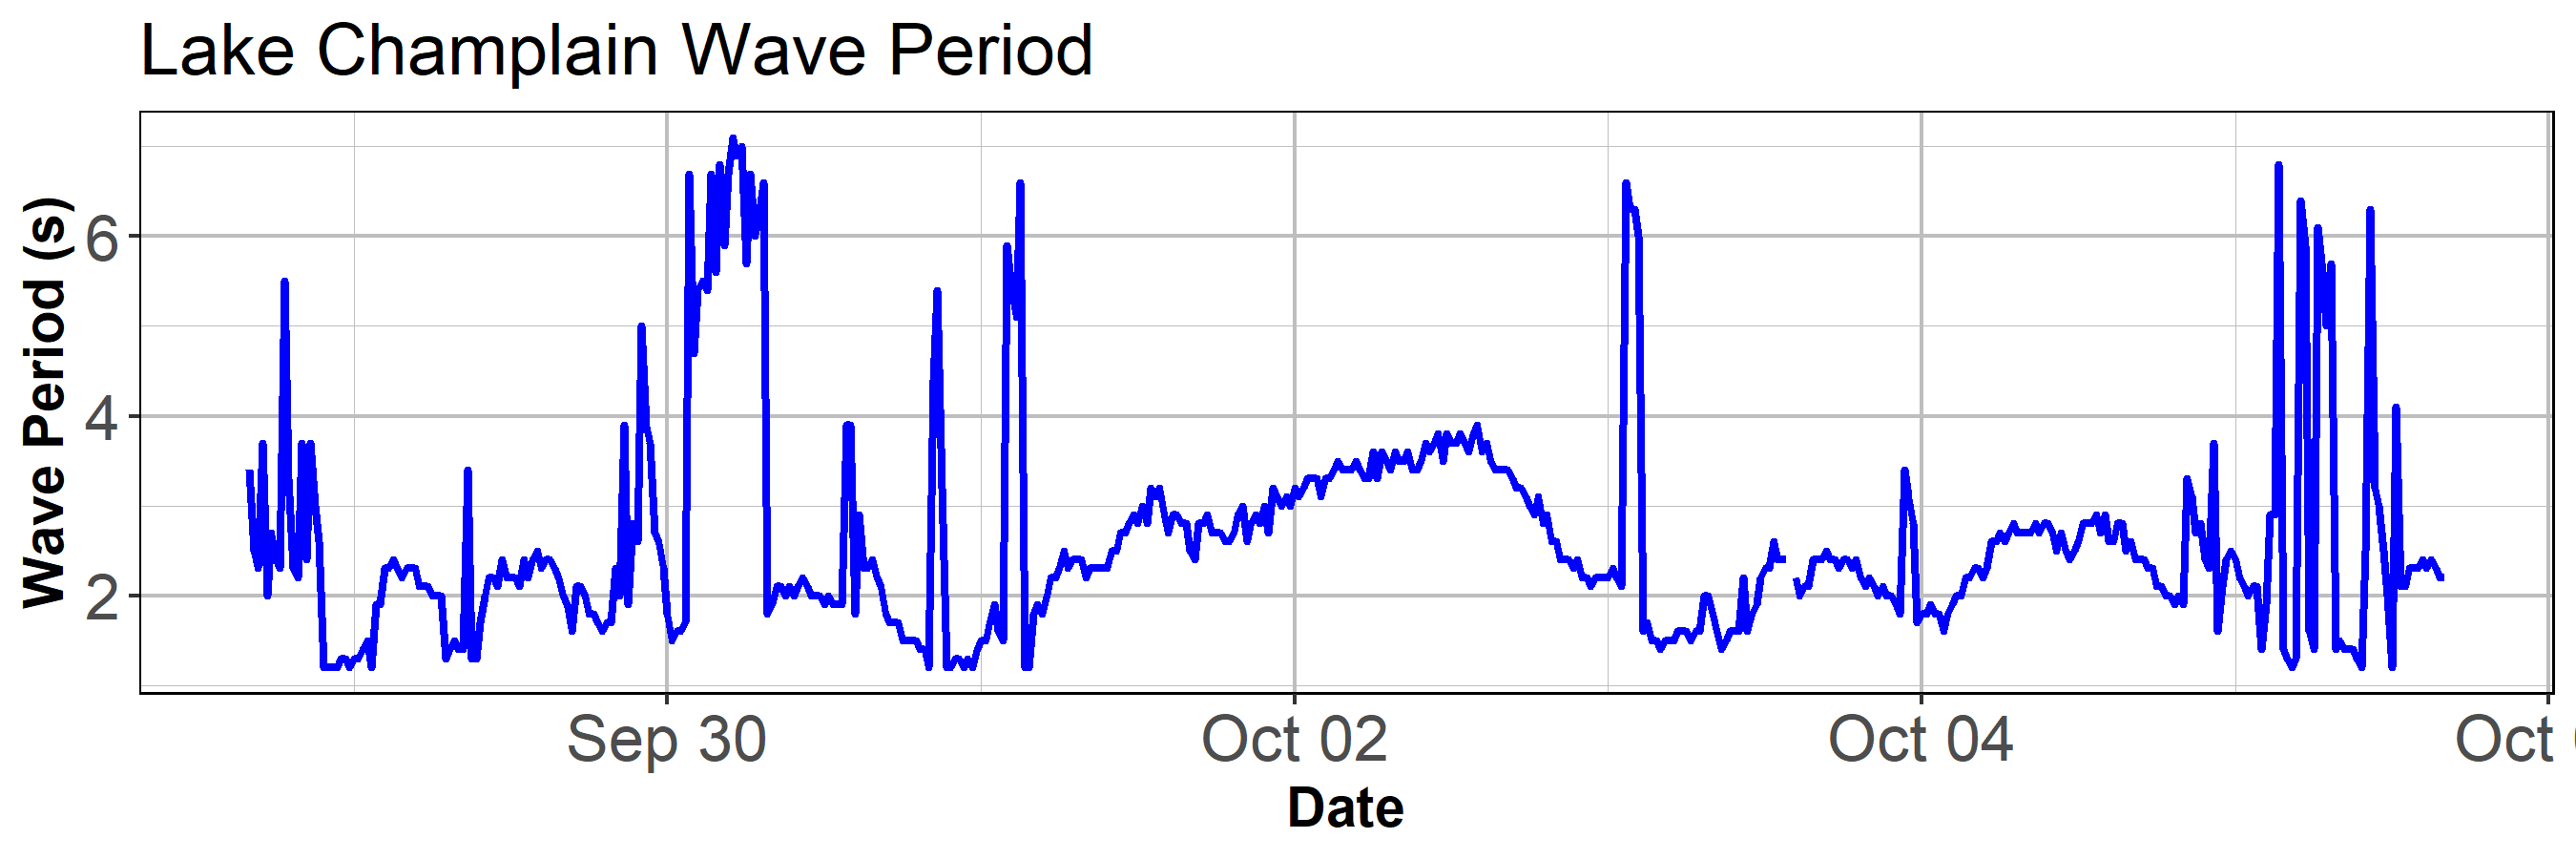 Lake Champlain Wave Period
Wave Period (s)
6
4
2
Sep 30 Oct 02 Oct 04 Oct
Date